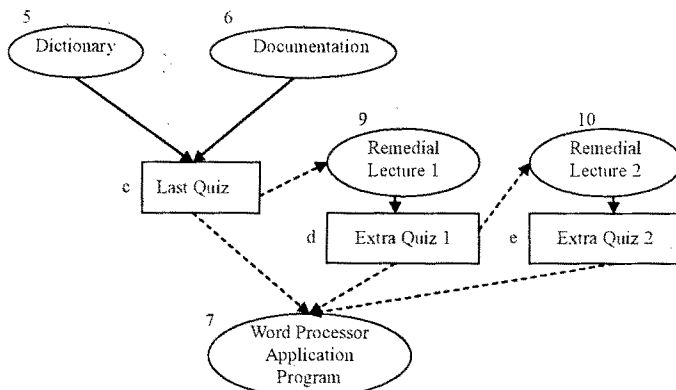 5
6
Dictionary
Documentation
9
10
Remedial
Lecture 1
Remedial
Lecture 2
c
Last Quiz
d
Extra Quiz 1
e
Extra Quiz 2
7
Word Processor
Application
Program